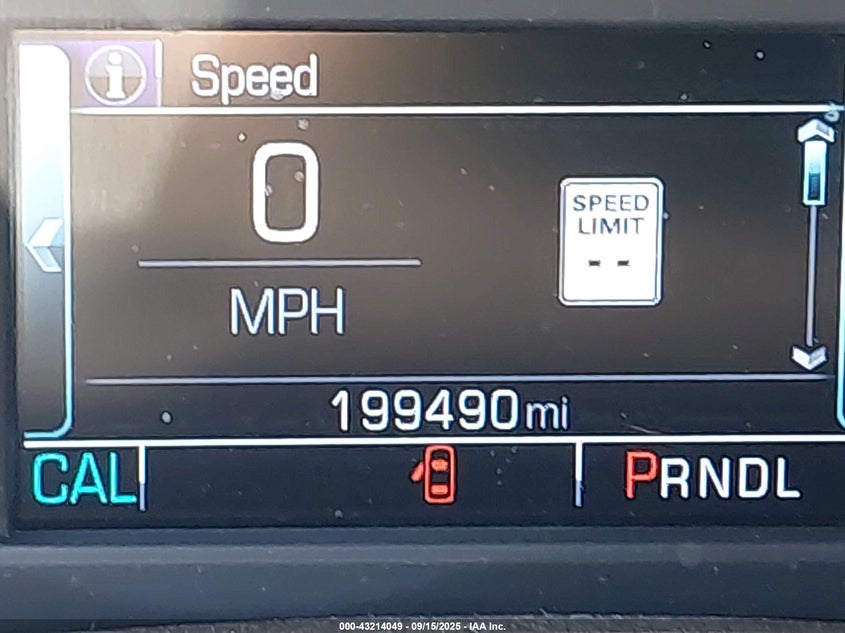 Speed
0
MPH
SPEED
LIMIT
- -
199490mi
CAL
PRNDL
000-43214049 - 09/15/2025 - IAA Inc.